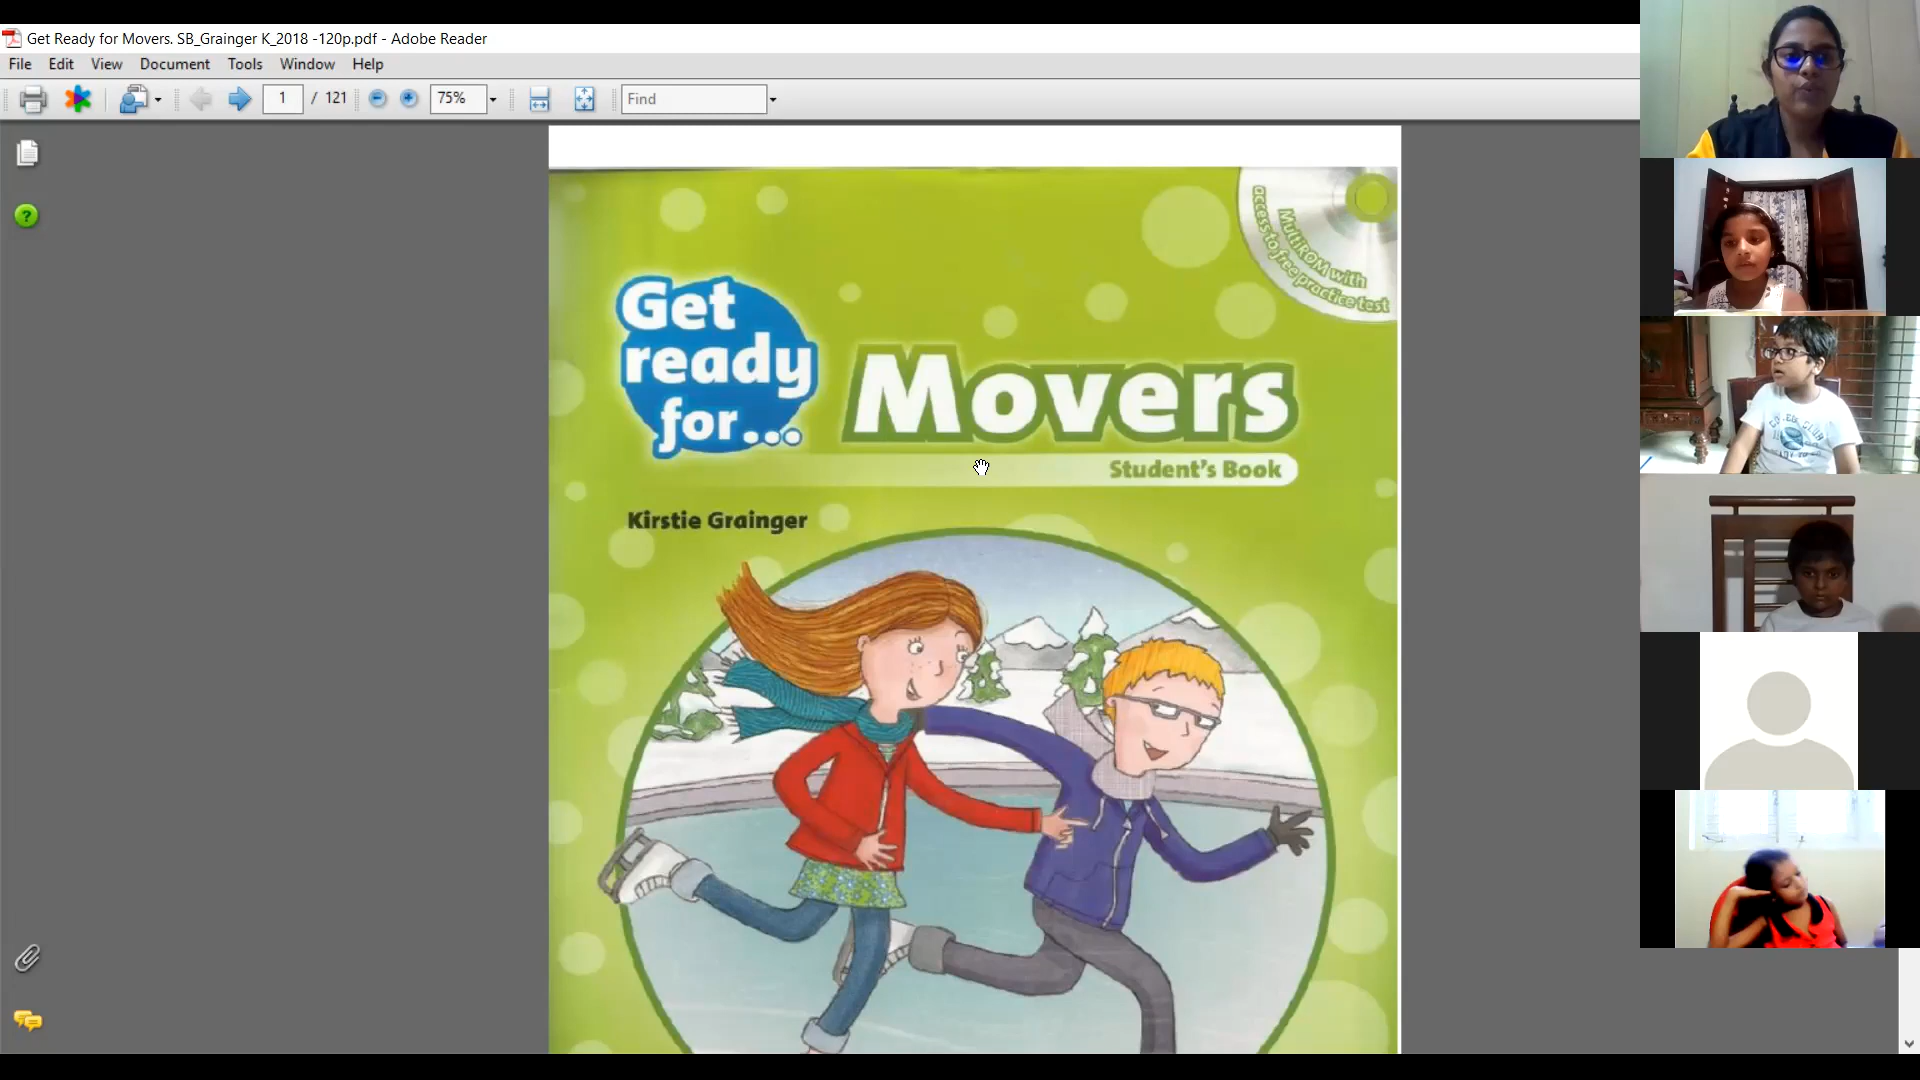 Get Ready for Movers. SB_Grainger K_2018 -120p.pdf - Adobe Reader
File Edit View Document Tools Window Help
1 / 121 75% Find
MultiROM with
access to free practice test
Get
ready
for...
Movers
Student's Book
Kirstie Grainger